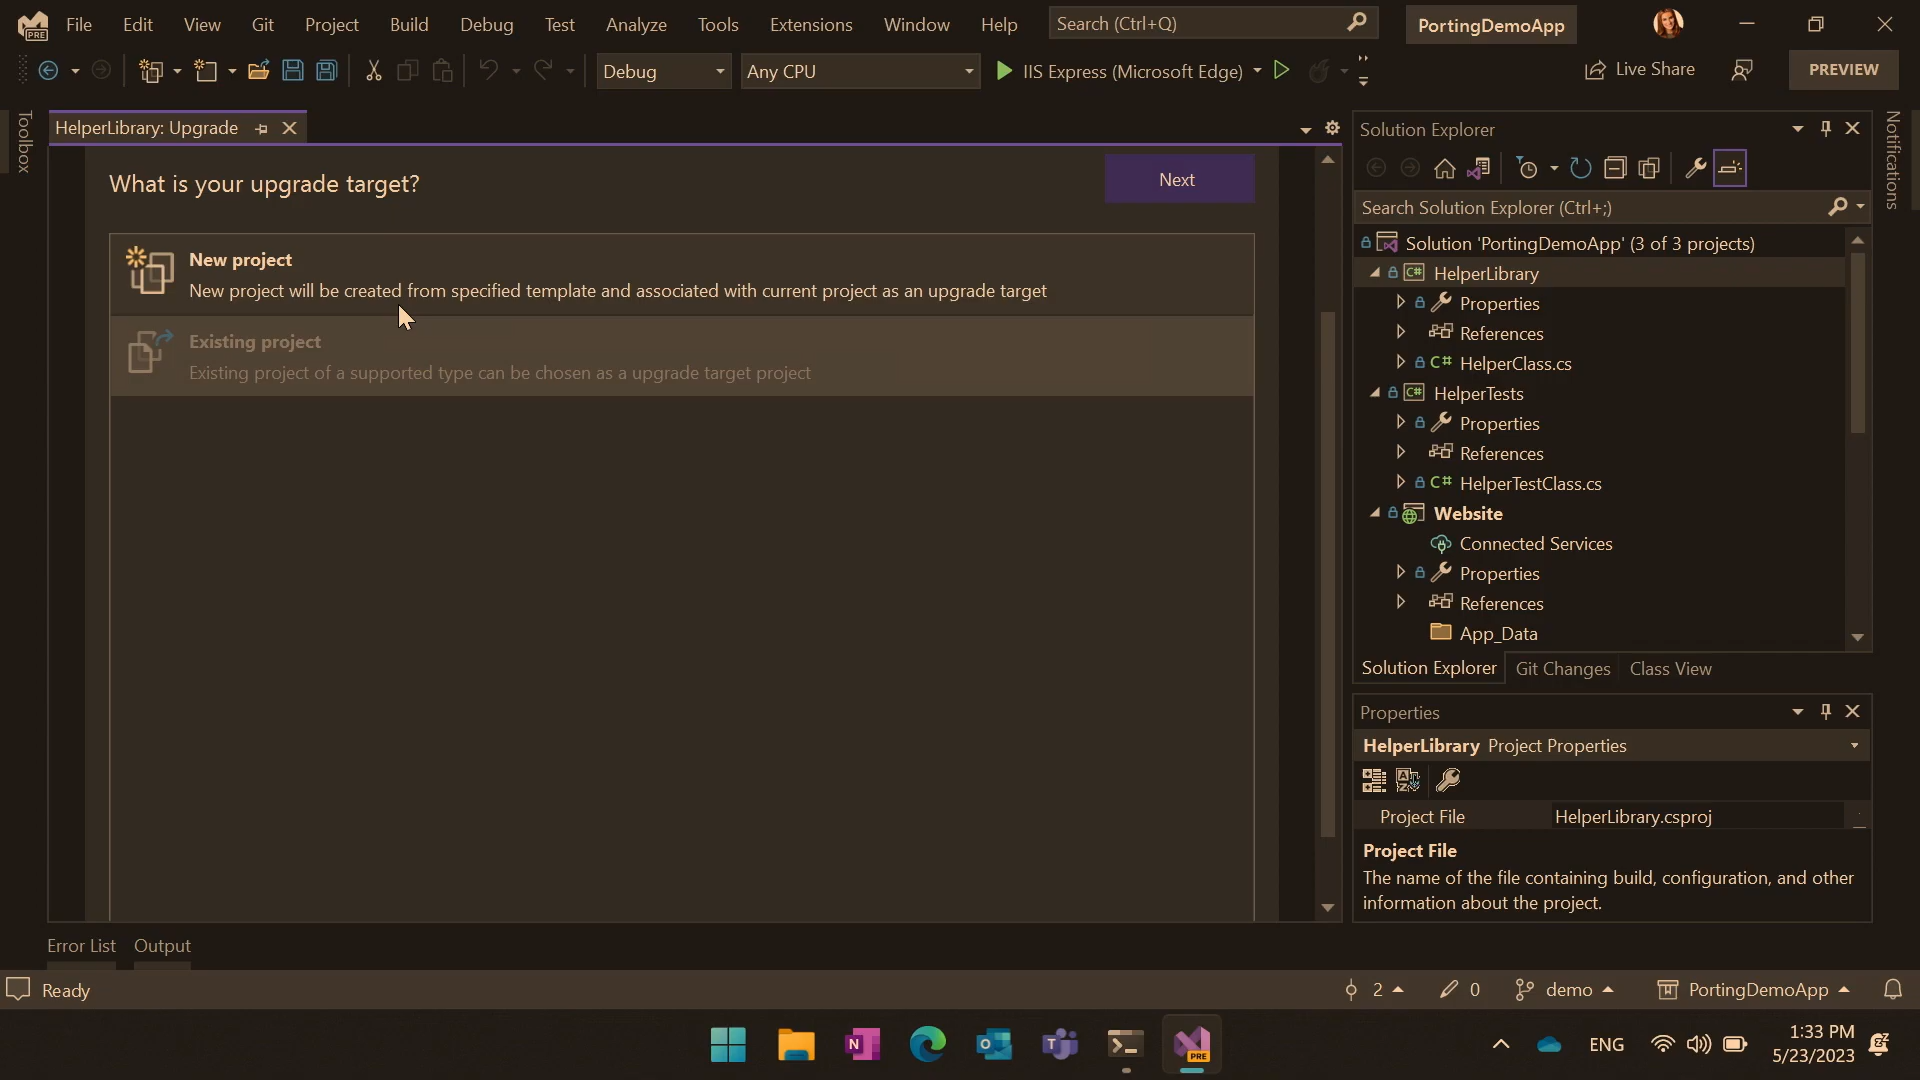 File Edit View Git Project Build Debug Test Analyze Tools Extensions Window Help Search (Ctrl+Q) PortingDemoApp
Debug Any CPU IIS Express (Microsoft Edge) Live Share PREVIEW
Toolbox
HelperLibrary: Upgrade
What is your upgrade target?
Next
New project
New project will be created from specified template and associated with current project as an upgrade target
Existing project
Existing project of a supported type can be chosen as a upgrade target project
Solution Explorer
Notifications
Search Solution Explorer (Ctrl+;)
Solution 'PortingDemoApp' (3 of 3 projects)
C# HelperLibrary
Properties
References
C# HelperClass.cs
C# HelperTests
Properties
References
C# HelperTestClass.cs
Website
Connected Services
Properties
References
App_Data
Solution Explorer Git Changes Class View
Properties
HelperLibrary Project Properties
Project File HelperLibrary.csproj
Project File
The name of the file containing build, configuration, and other
information about the project.
Error List Output
Ready 2 0 demo PortingDemoApp
ENG 1:33 PM
5/23/2023